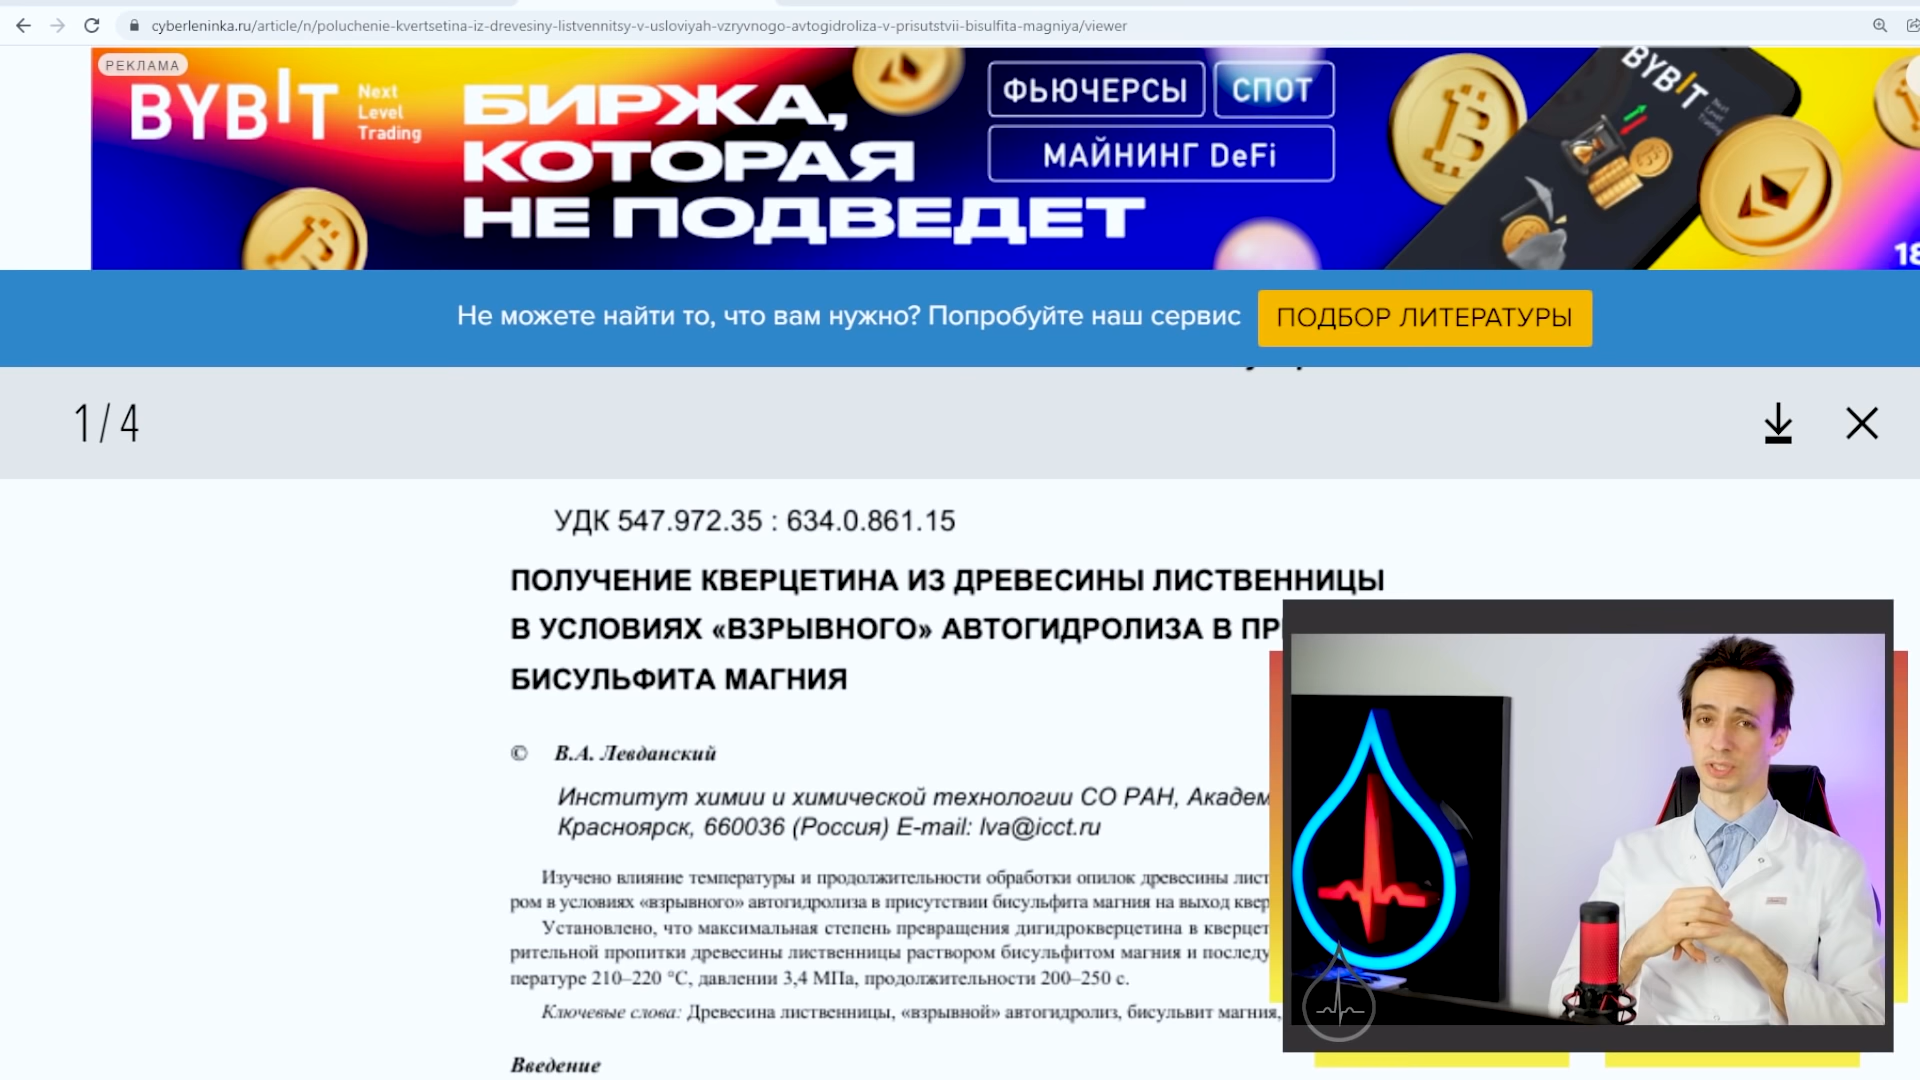 cyberleninka.ru/article/n/poluchenie-kvertsetina-iz-drevesiny-listvennitsy-v-usloviyah-vzryvnogo-avtogidroliza-v-prisutstvii-bisulfita-magniya/viewer
РЕКЛАМА
BYBIT Next Level Trading
БИРЖА,
КОТОРАЯ
НЕ ПОДВЕДЕТ
ФЬЮЧЕРСЫ СПОТ
МАЙНИНГ DeFi
BYBIT
18
Не можете найти то, что вам нужно? Попробуйте наш сервис ПОДБОР ЛИТЕРАТУРЫ
1 / 4
УДК 547.972.35 : 634.0.861.15
ПОЛУЧЕНИЕ КВЕРЦЕТИНА ИЗ ДРЕВЕСИНЫ ЛИСТВЕННИЦЫ
В УСЛОВИЯХ «ВЗРЫВНОГО» АВТОГИДРОЛИЗА В ПР
БИСУЛЬФИТА МАГНИЯ
© В.А. Левданский
Институт химии и химической технологии СО РАН, Академ
Красноярск, 660036 (Россия) E-mail: lva@icct.ru
Изучено влияние температуры и продолжительности обработки опилок древесины лист
ром в условиях «взрывного» автогидролиза в присутствии бисульфита магния на выход квер
Установлено, что максимальная степень превращения дигидрокверцетина в кверцет
рительной пропитки древесины лиственницы раствором бисульфитом магния и последу
пературе 210–220 °С, давлении 3,4 МПа, продолжительности 200–250 с.
Ключевые слова: Древесина лиственницы, «взрывной» автогидролиз, бисульвит магния,
Введение